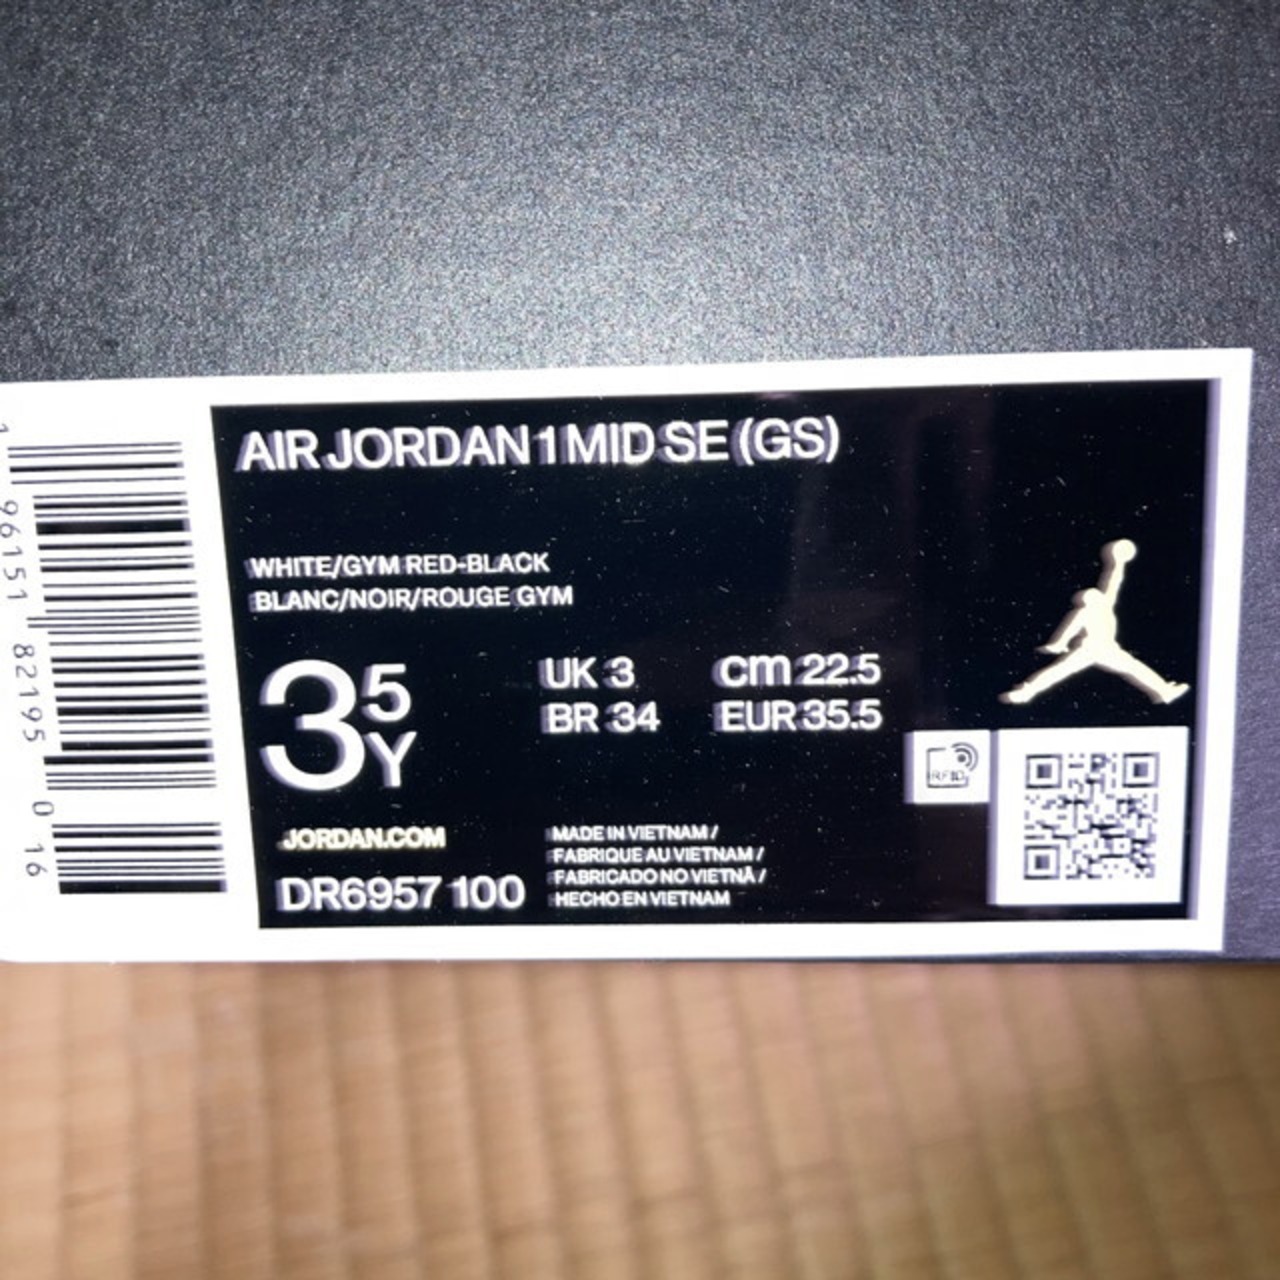 AIR JORDAN 1 MID SE (GS)
WHITE/GYM RED-BLACK
BLANC/NOIR/ROUGE GYM
3 5 Y
UK 3
BR 34
cm 22.5
EUR 35.5
RFID
JORDAN.COM
DR6957 100
MADE IN VIETNAM /
FABRIQUE AU VIETNAM /
FABRICADO NO VIETNÃ /
HECHO EN VIETNAM
1 96151 82195 0 16